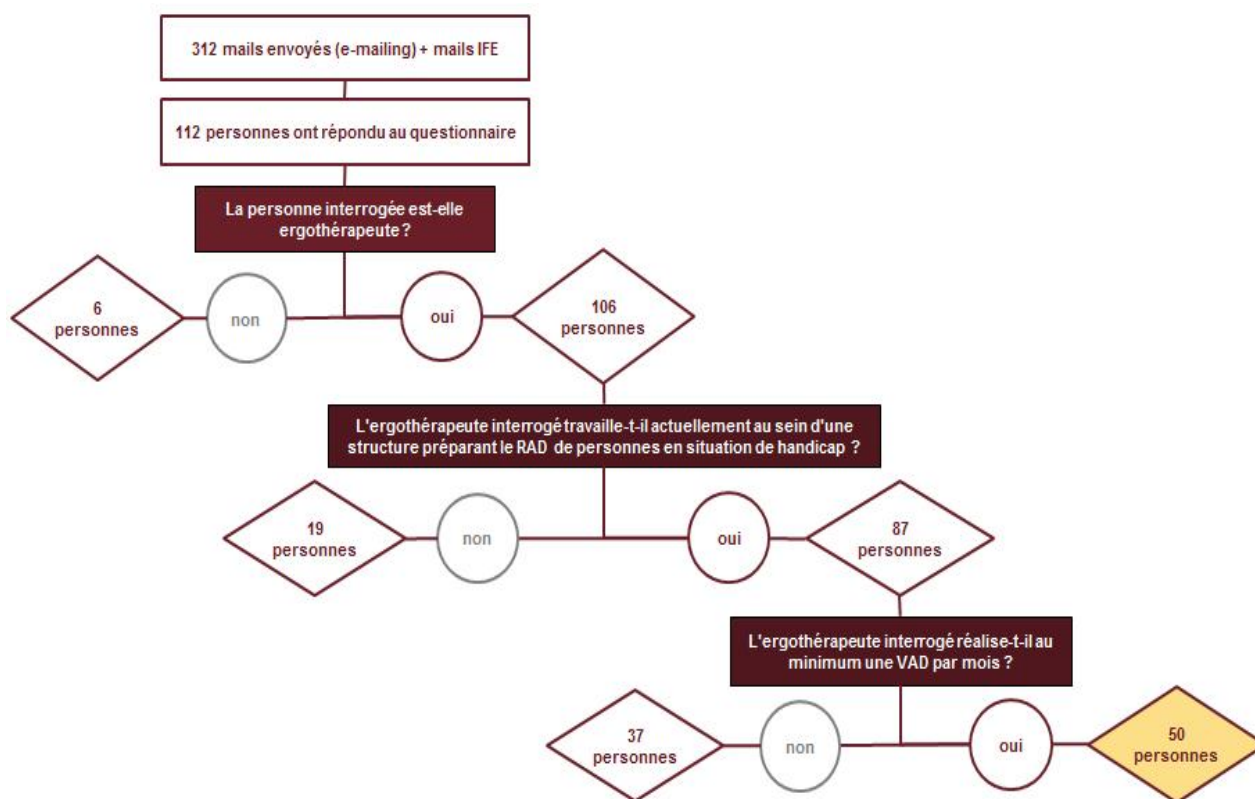 312 mails envoyés (e-mailing) + mails IFE
112 personnes ont répondu au questionnaire
La personne interrogée est-elle
ergothérapeute ?
6
personnes
non
oui
106
personnes
L'ergothérapeute interrogé travaille-t-il actuellement au sein d'une
structure préparant le RAD de personnes en situation de handicap ?
19
personnes
non
oui
87
personnes
L'ergothérapeute interrogé réalise-t-il au
minimum une VAD par mois ?
37
personnes
non
oui
50
personnes